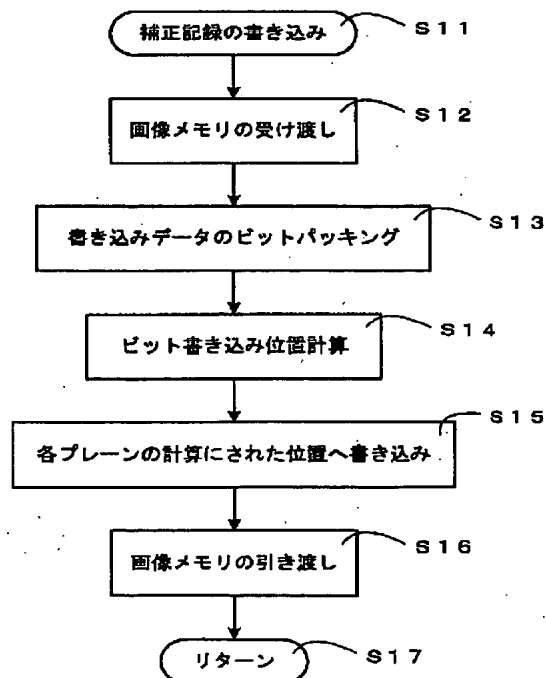 補正記録の書き込み
S11
画像メモリの受け渡し
S12
書き込みデータのビットパッキング
S13
ビット書き込み位置計算
S14
各プレーンの計算にされた位置へ書き込み
S15
画像メモリの引き渡し
S16
リターン
S17